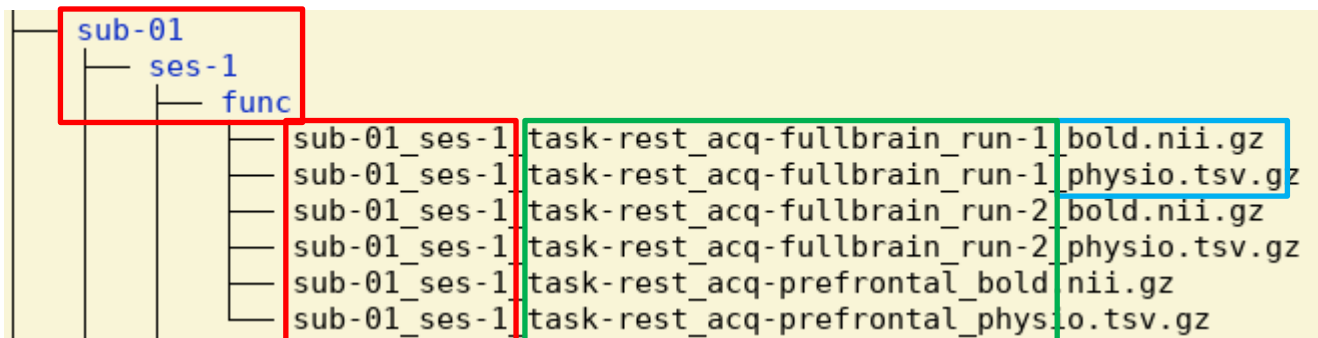 sub-01
ses-1
func
sub-01_ses-1_task-rest_acq-fullbrain_run-1_bold.nii.gz
sub-01_ses-1_task-rest_acq-fullbrain_run-1_physio.tsv.gz
sub-01_ses-1_task-rest_acq-fullbrain_run-2_bold.nii.gz
sub-01_ses-1_task-rest_acq-fullbrain_run-2_physio.tsv.gz
sub-01_ses-1_task-rest_acq-prefrontal_bold.nii.gz
sub-01_ses-1_task-rest_acq-prefrontal_physio.tsv.gz